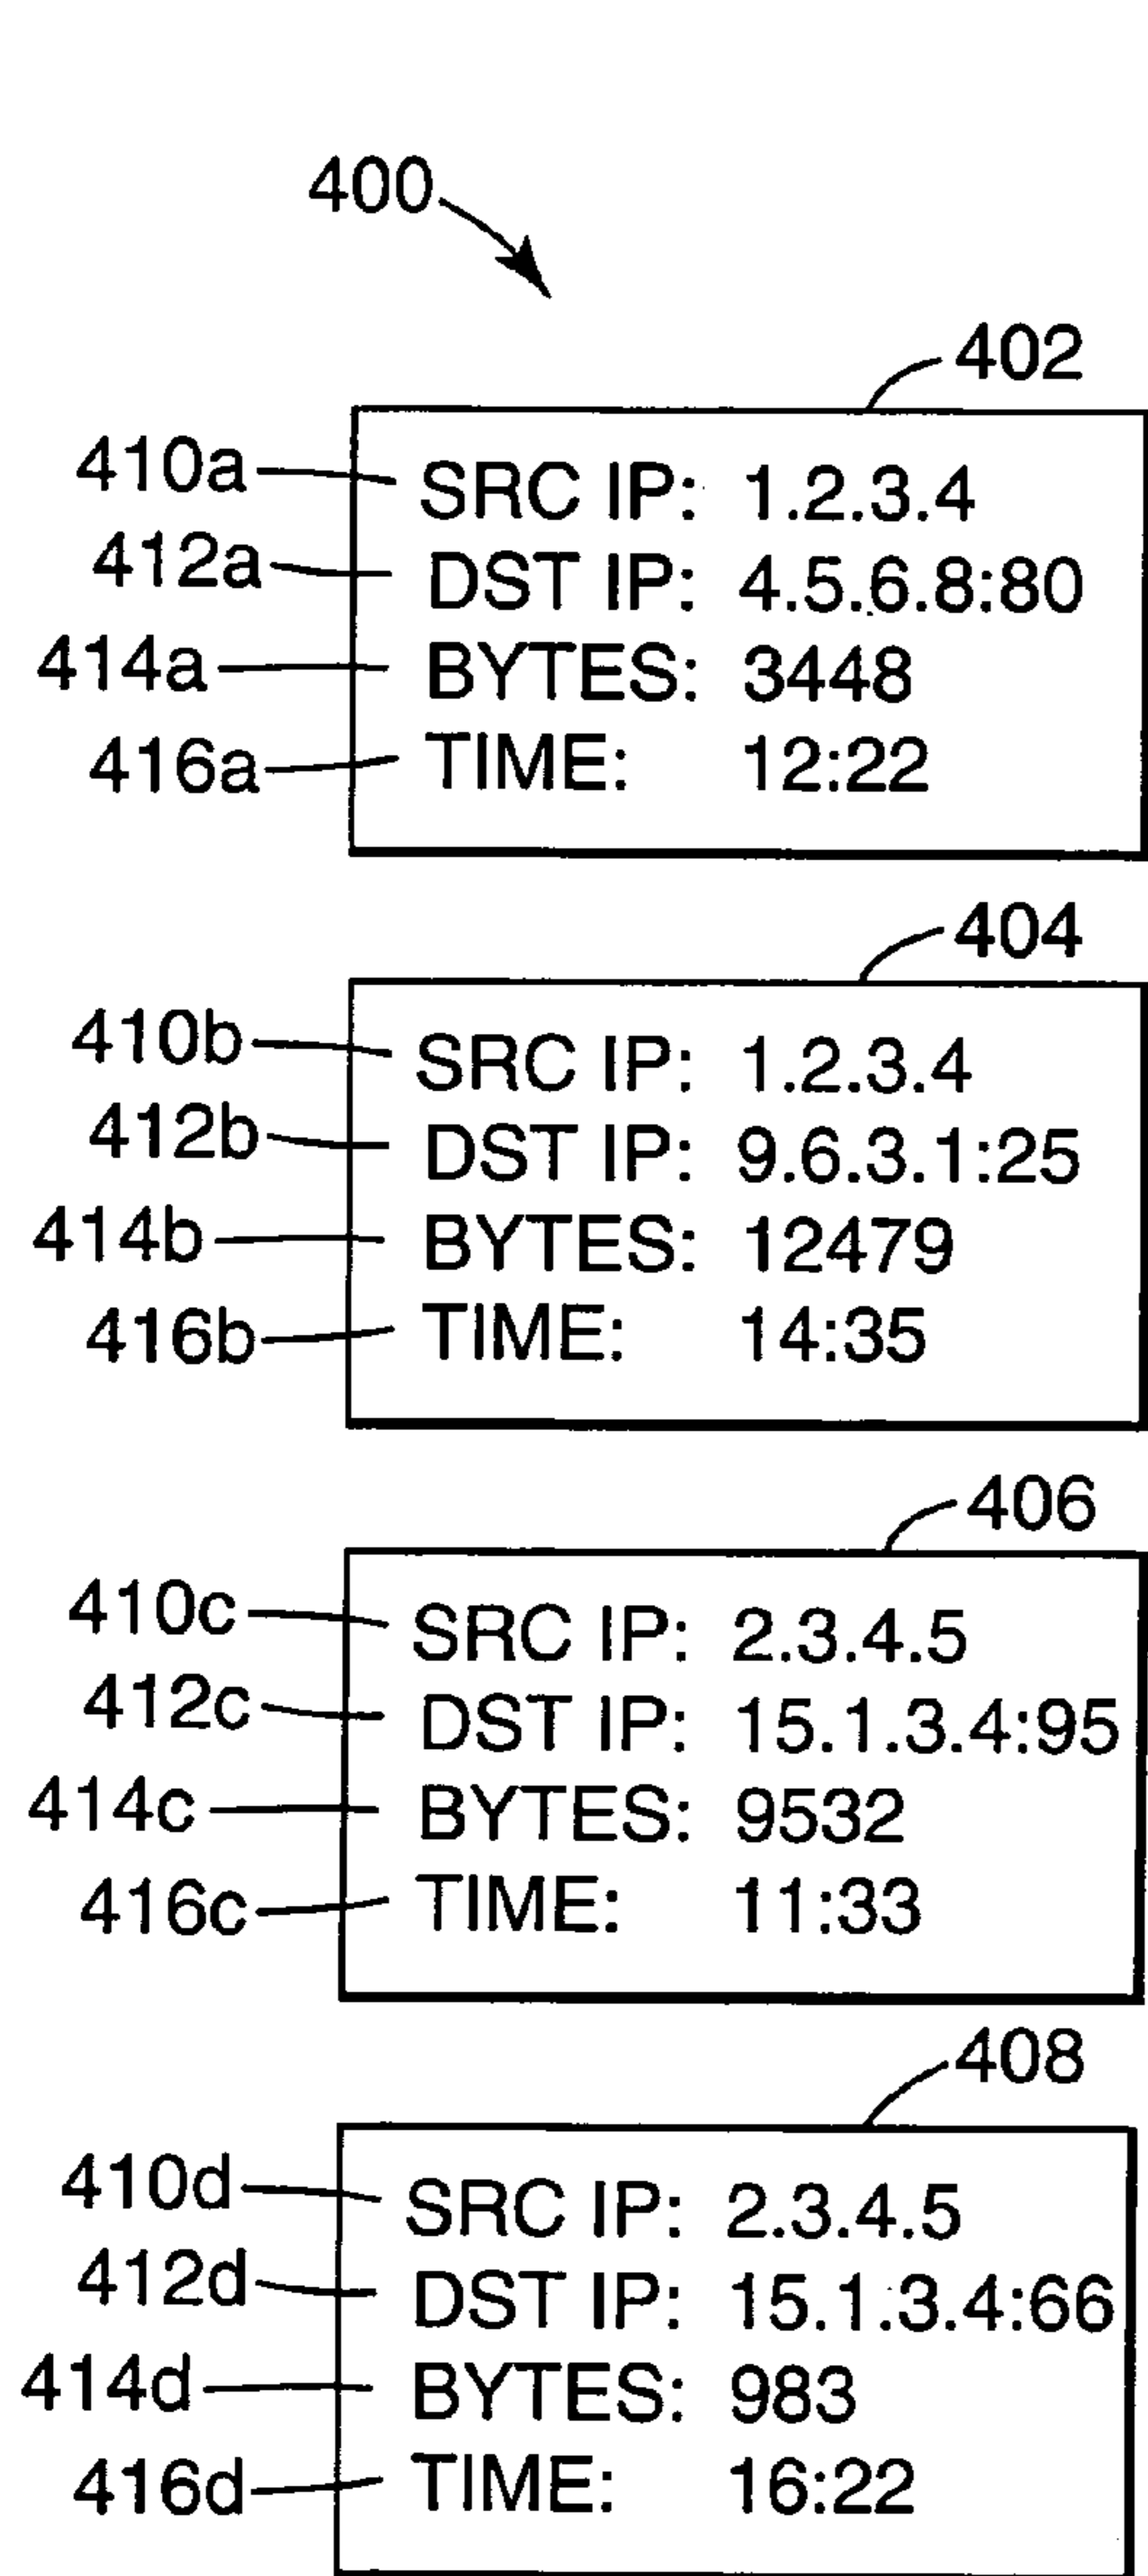 400
402
410a SRC IP: 1.2.3.4
412a DST IP: 4.5.6.8:80
414a BYTES: 3448
416a TIME: 12:22
404
410b SRC IP: 1.2.3.4
412b DST IP: 9.6.3.1:25
414b BYTES: 12479
416b TIME: 14:35
406
410c SRC IP: 2.3.4.5
412c DST IP: 15.1.3.4:95
414c BYTES: 9532
416c TIME: 11:33
408
410d SRC IP: 2.3.4.5
412d DST IP: 15.1.3.4:66
414d BYTES: 983
416d TIME: 16:22